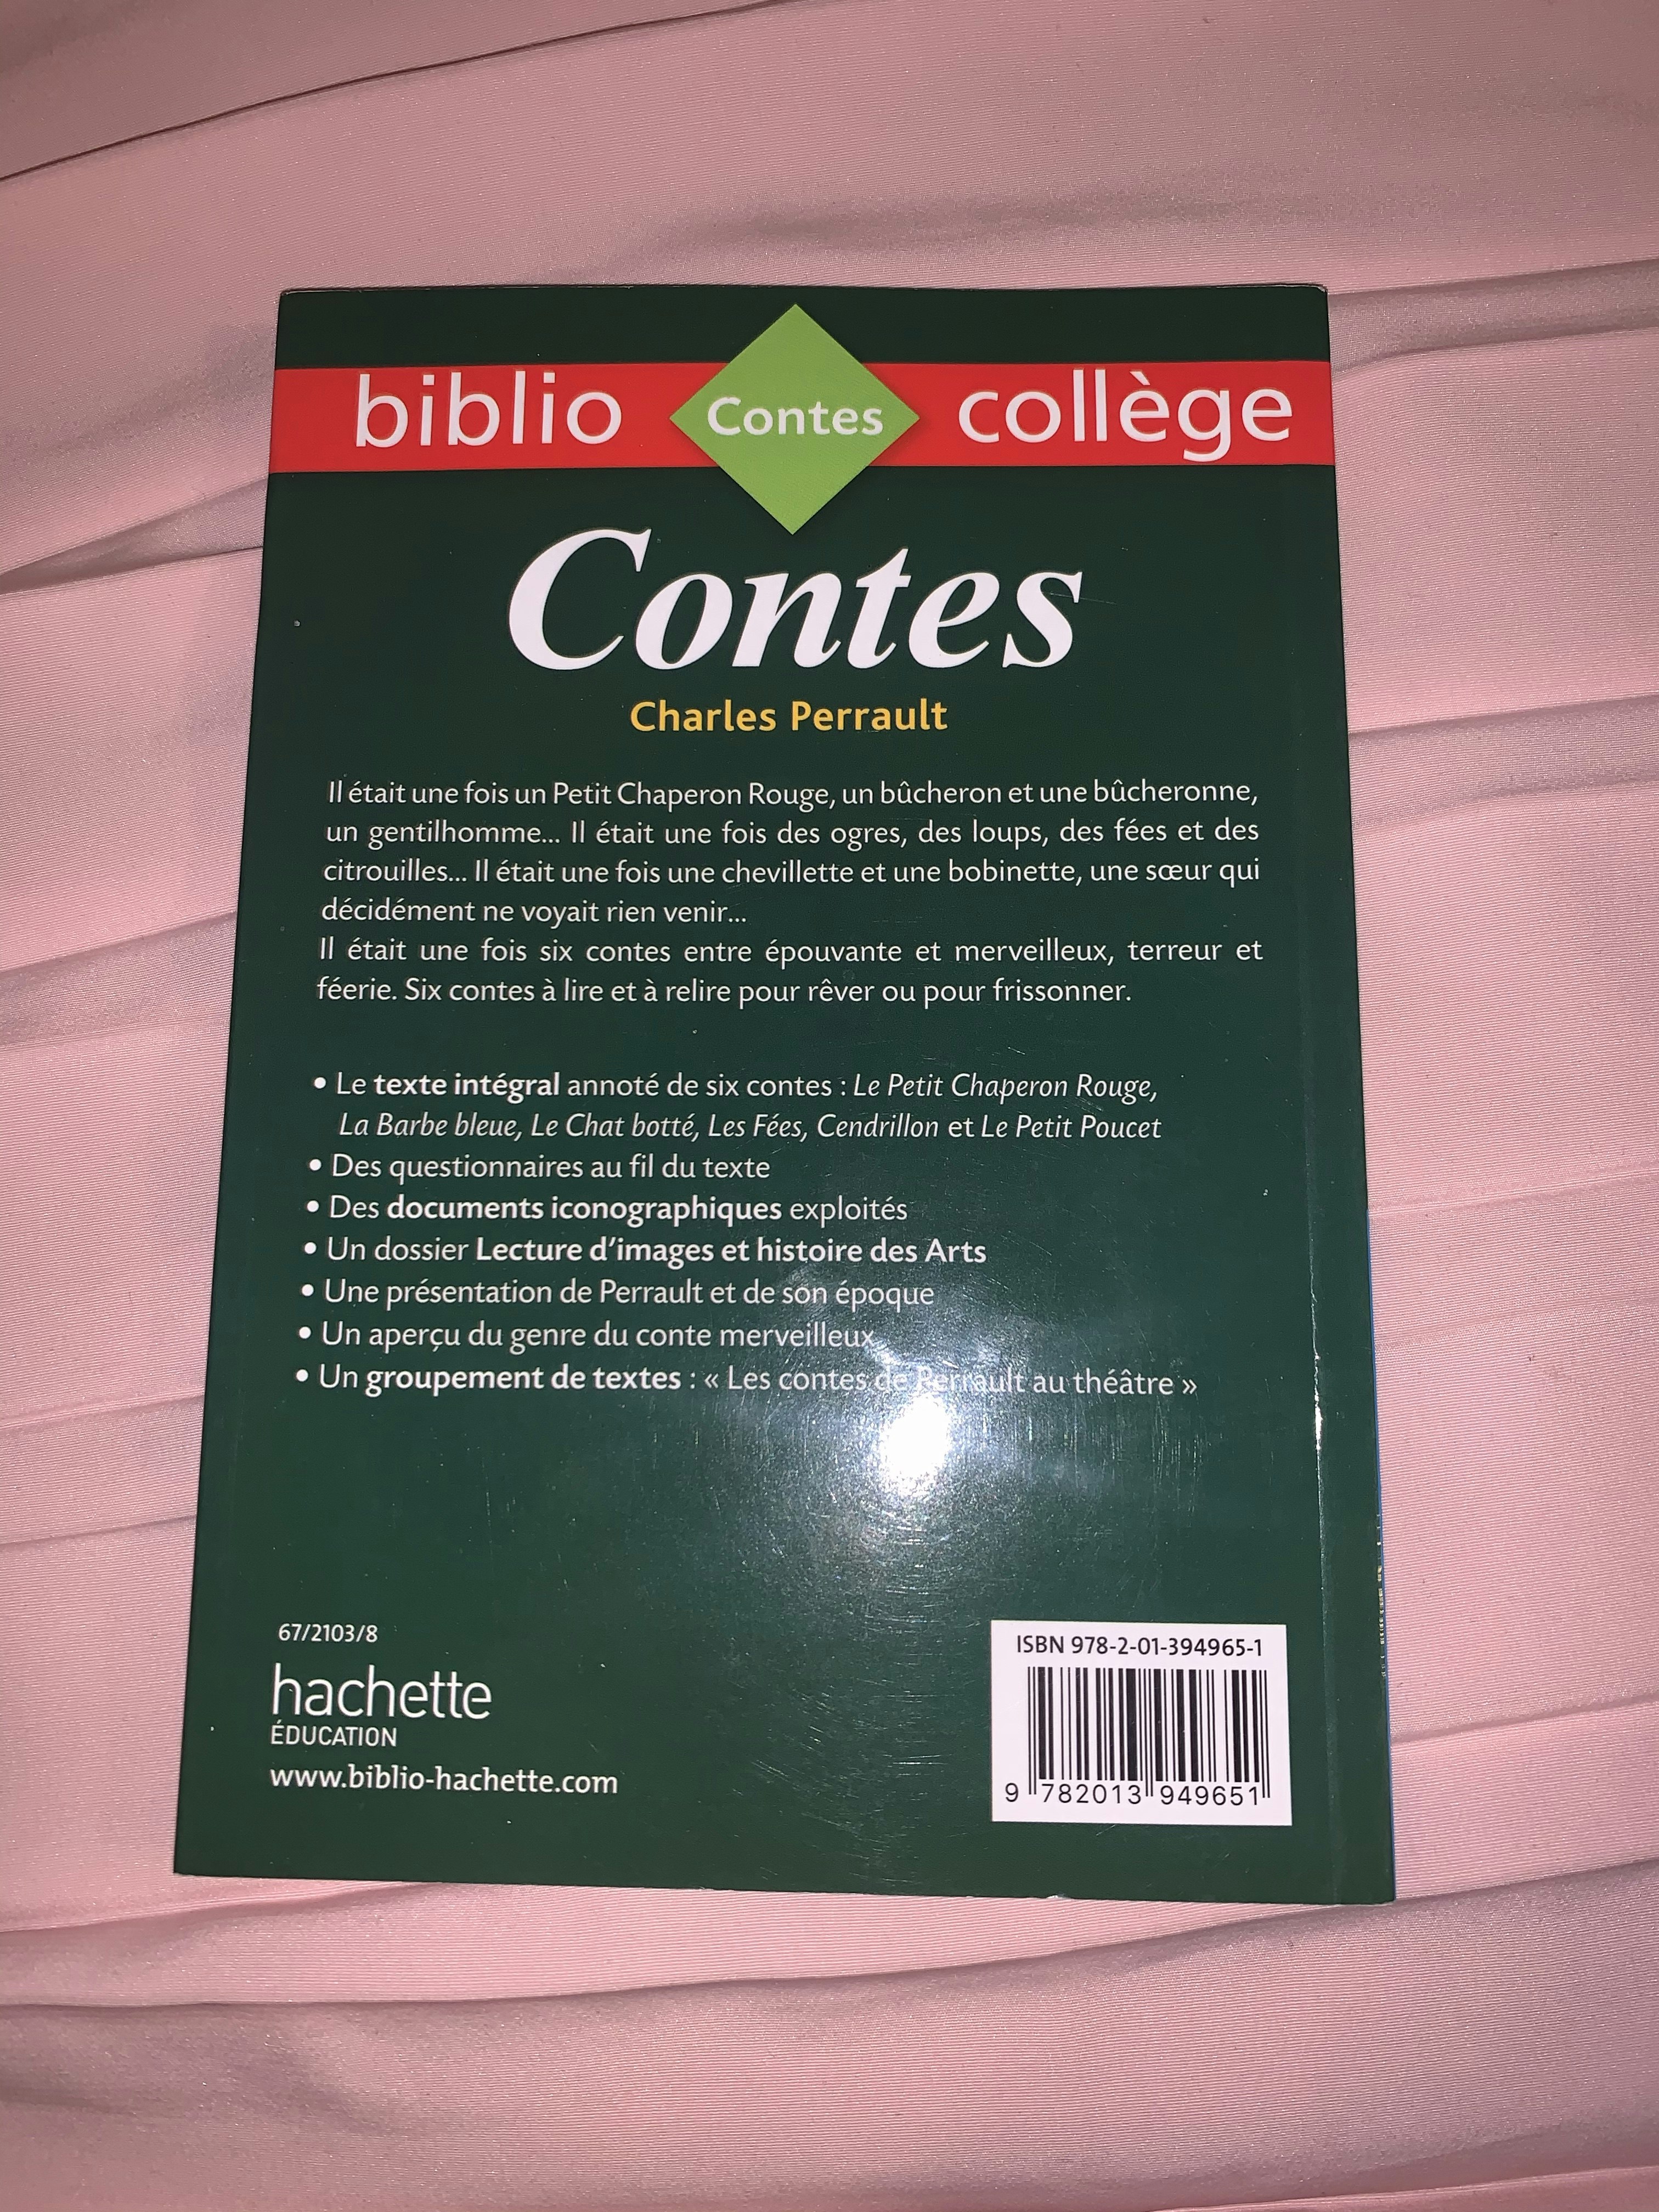 biblio Contes collège
Contes
Charles Perrault
Il était une fois un Petit Chaperon Rouge, un bûcheron et une bûcheronne,
un gentilhomme... Il était une fois des ogres, des loups, des fées et des
citrouilles... Il était une fois une chevillette et une bobinette, une sœur qui
décidément ne voyait rien venir...
Il était une fois six contes entre épouvante et merveilleux, terreur et
féerie. Six contes à lire et à relire pour rêver ou pour frissonner.
• Le texte intégral annoté de six contes : Le Petit Chaperon Rouge,
La Barbe bleue, Le Chat botté, Les Fées, Cendrillon et Le Petit Poucet
• Des questionnaires au fil du texte
• Des documents iconographiques exploités
• Un dossier Lecture d'images et histoire des Arts
• Une présentation de Perrault et de son époque
• Un aperçu du genre du conte merveilleux
• Un groupement de textes : « Les contes de Perrault au théâtre »
67/2103/8
hachette
ÉDUCATION
www.biblio-hachette.com
ISBN 978-2-01-394965-1
9 782013 949651